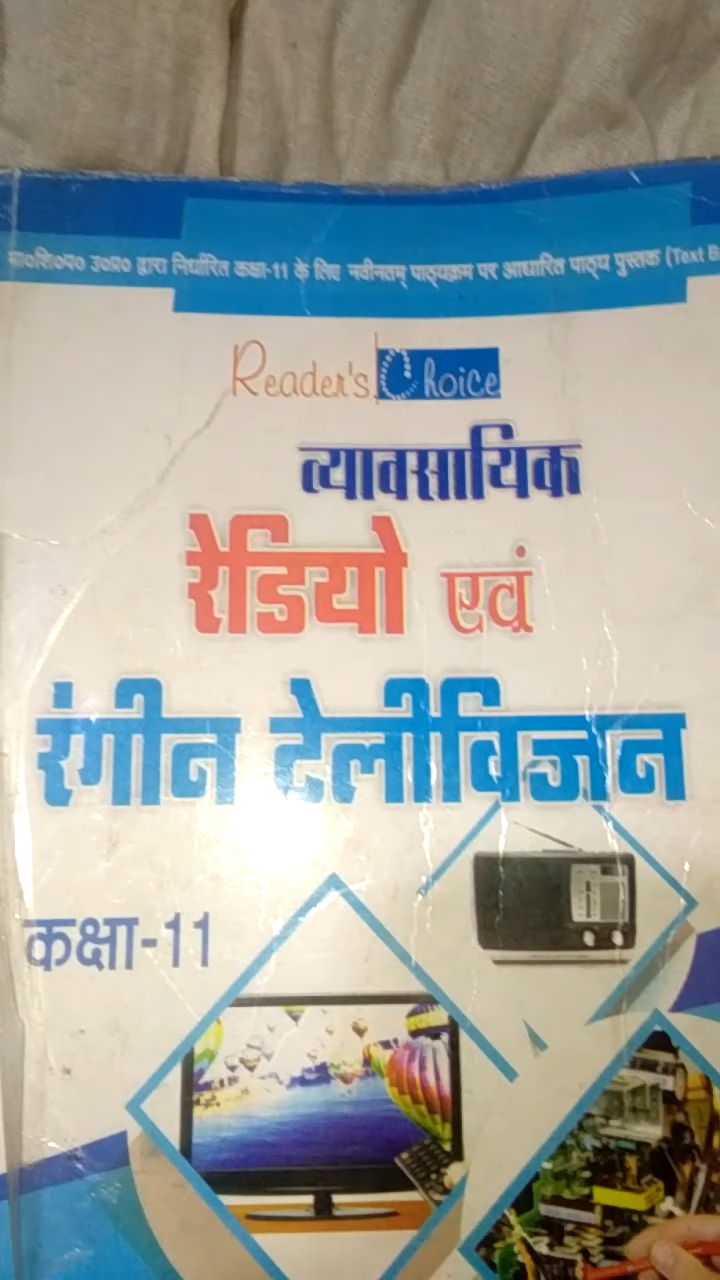 मा०शि०प० उ०प्र० द्वारा निर्धारित कक्षा-11 के लिए नवीनतम् पाठ्यक्रम पर आधारित पाठ्य पुस्तक (Text B
Reader's Choice
व्यावसायिक
रेडियो एवं
रंगीन टेलीविजन
कक्षा-11